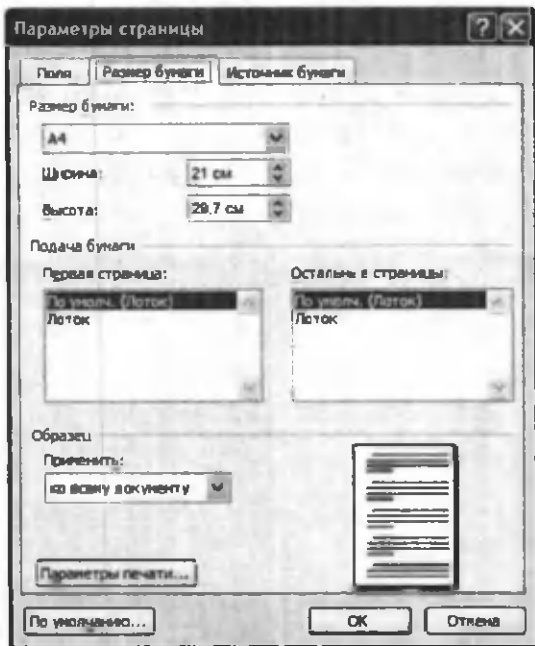 Параметры страницы
Поля Размер бумаги Источник бумаги
Размер бумаги:
A4
Ширина: 21 см
Высота: 29,7 см
Подача бумаги
Первая страница: Остальные страницы:
По умолч. (Лоток) По умолч. (Лоток)
Лоток Лоток
Образец
Применить:
ко всему документу
Параметры печати...
По умолчанию... ОК Отмена